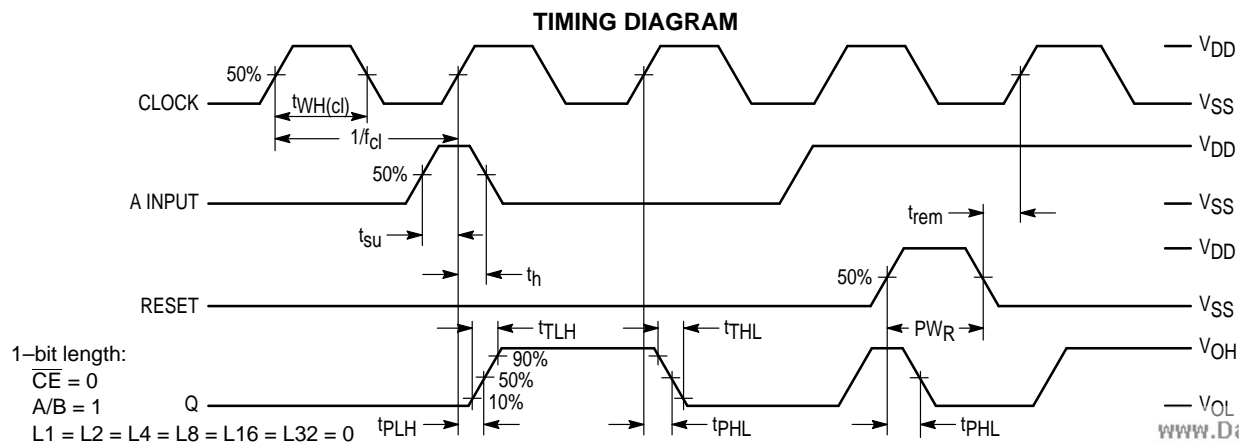 TIMING DIAGRAM
VDD
50%
CLOCK
tWH(cl)
VSS
1/fcl
VDD
50%
A INPUT
VSS
trem
tsu
VDD
th
50%
RESET
VSS
tTLH
tTHL
PWR
VOH
1–bit length:
90%
CE = 0
50%
A/B = 1
Q
10%
VOL
tPLH
tPHL
tPHL
www.Da
L1 = L2 = L4 = L8 = L16 = L32 = 0